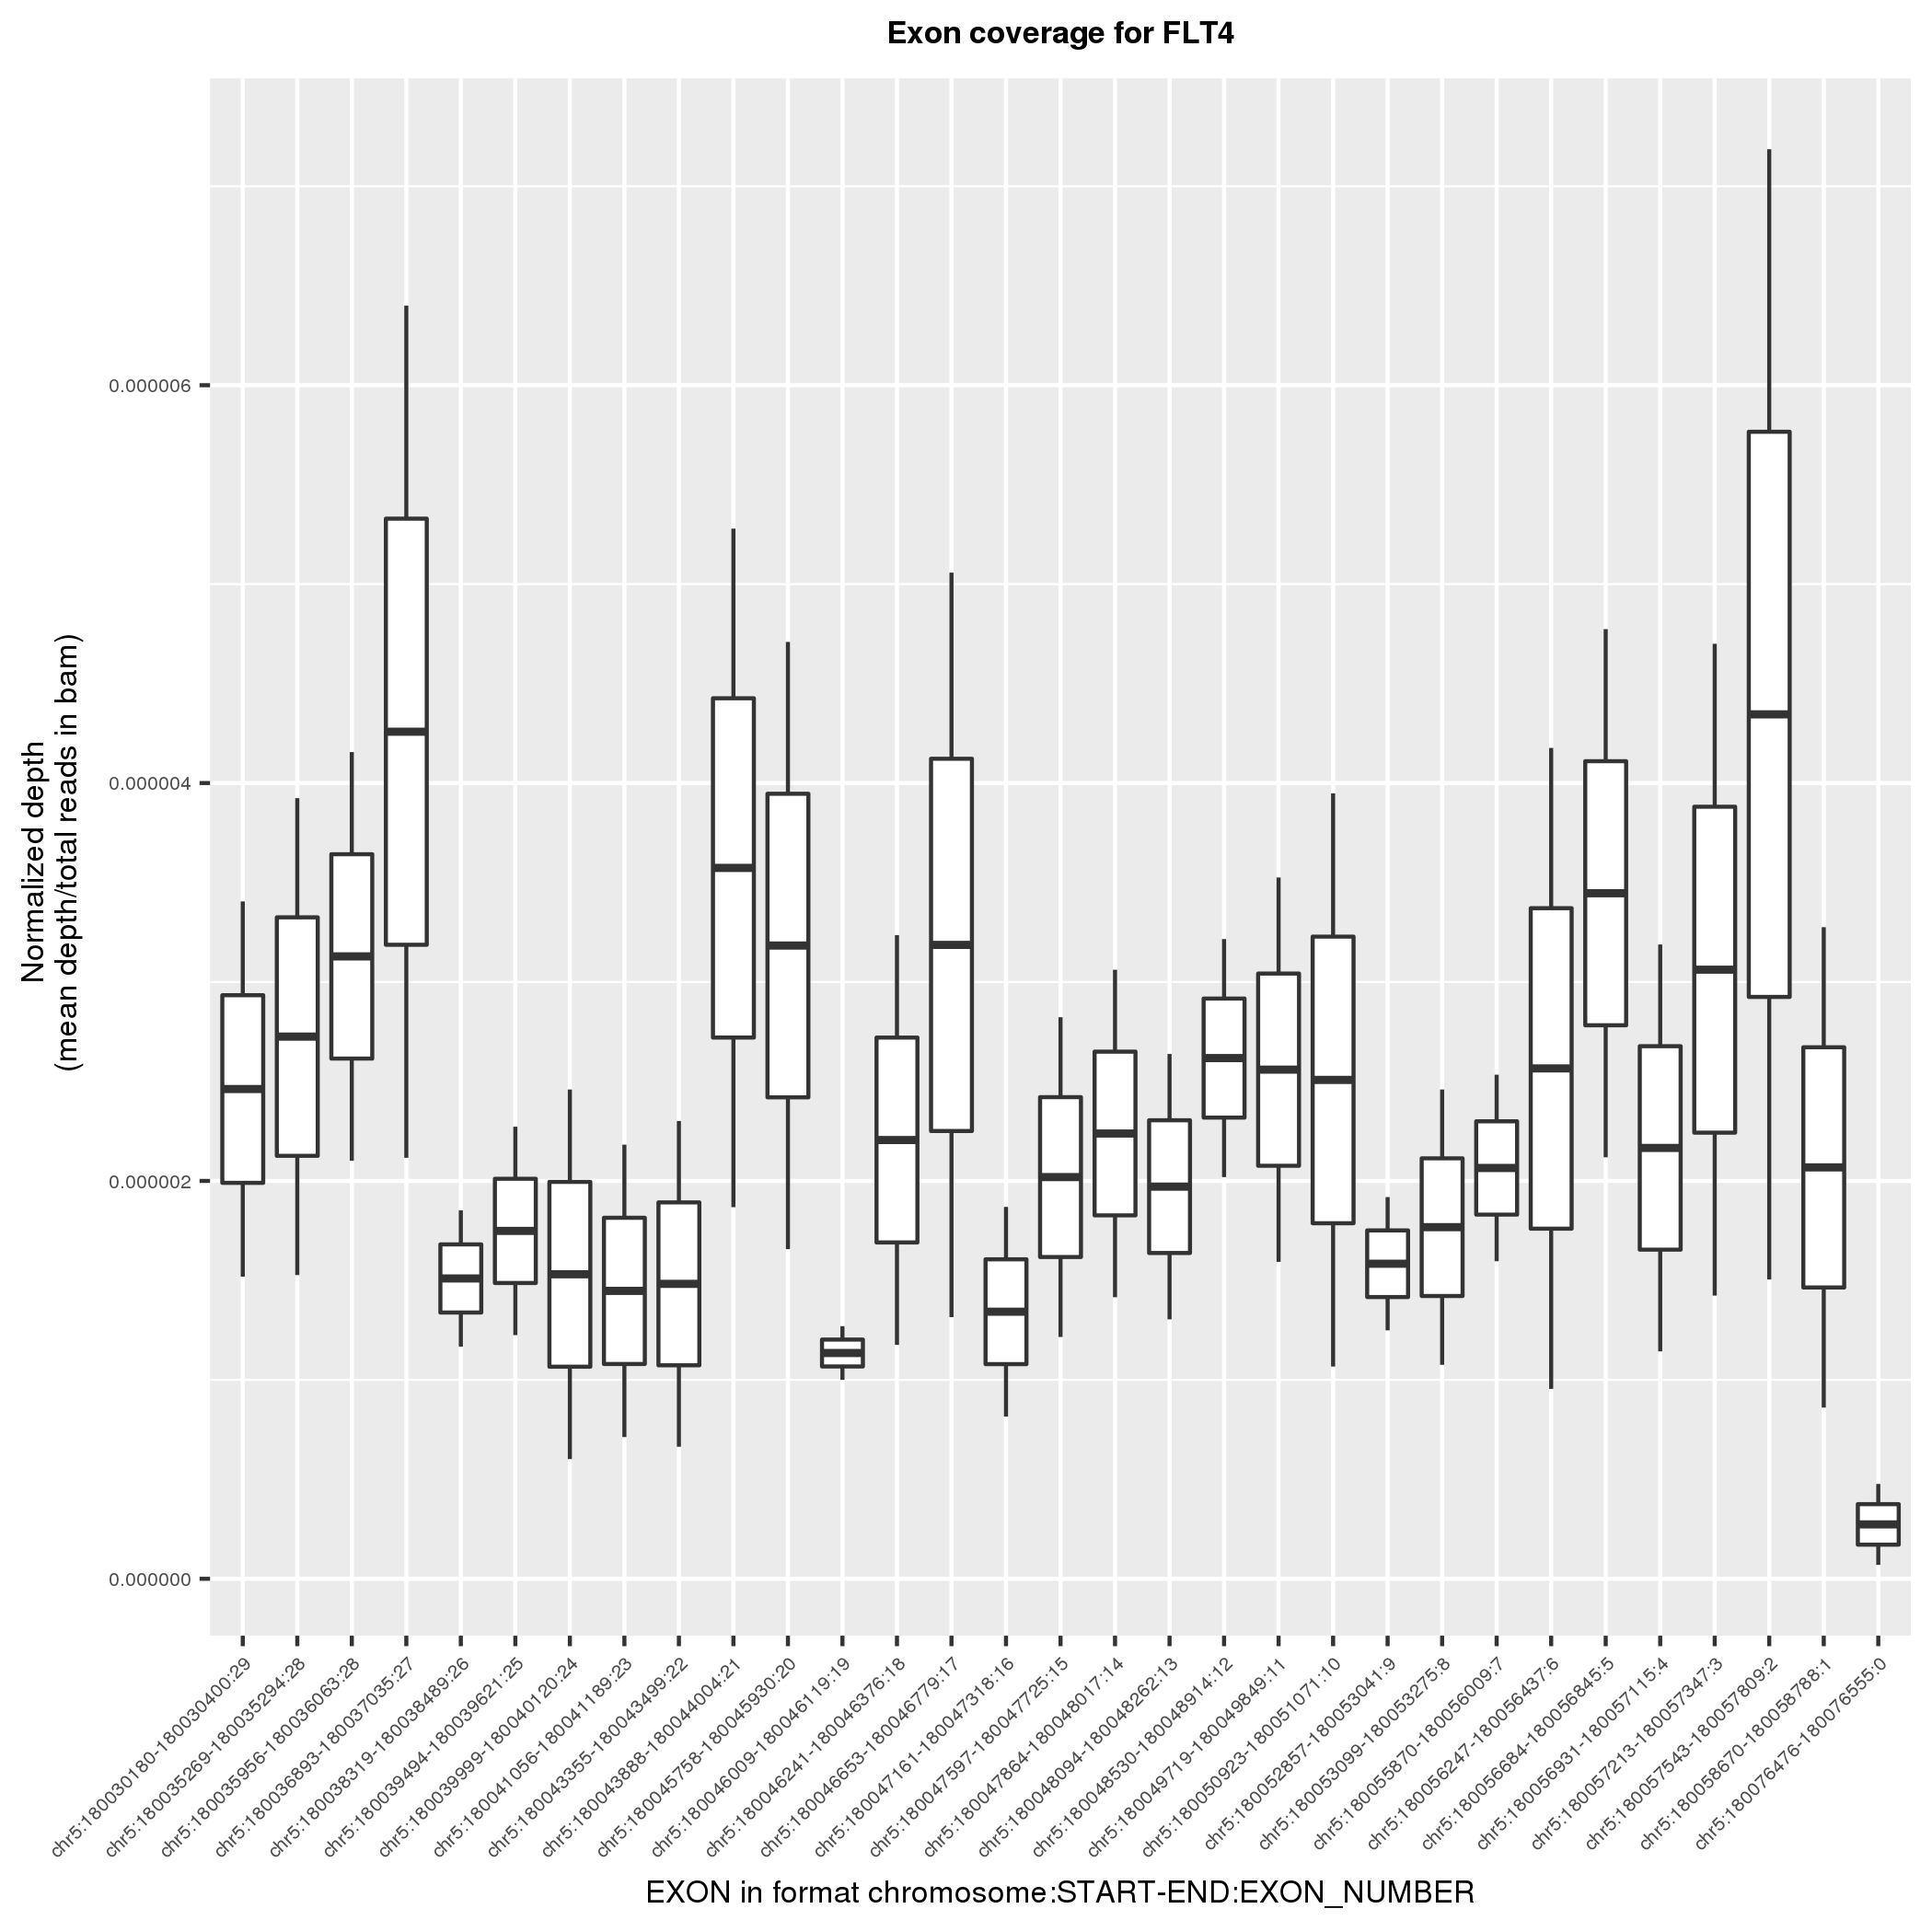 Exon coverage for FLT4
Normalized depth
(mean depth/total reads in bam)
0.000006
0.000004
0.000002
0.000000
chr5:180030180-180030400:29
chr5:180035269-180035294:28
chr5:180035956-180036063:28
chr5:180036893-180037035:27
chr5:180038319-180038489:26
chr5:180039494-180039621:25
chr5:180039999-180040120:24
chr5:180041056-180041189:23
chr5:180043355-180043499:22
chr5:180043888-180044004:21
chr5:180045758-180045930:20
chr5:180046009-180046119:19
chr5:180046241-180046376:18
chr5:180046653-180046779:17
chr5:180047161-180047318:16
chr5:180047597-180047725:15
chr5:180047864-180048017:14
chr5:180048094-180048262:13
chr5:180048530-180048914:12
chr5:180049719-180049849:11
chr5:180050923-180051071:10
chr5:180052857-180053041:9
chr5:180053099-180053275:8
chr5:180055870-180056009:7
chr5:180056247-180056437:6
chr5:180056684-180056845:5
chr5:180056931-180057115:4
chr5:180057213-180057347:3
chr5:180057543-180057809:2
chr5:180058670-180058788:1
chr5:180076476-180076555:0
EXON in format chromosome:START-END:EXON_NUMBER